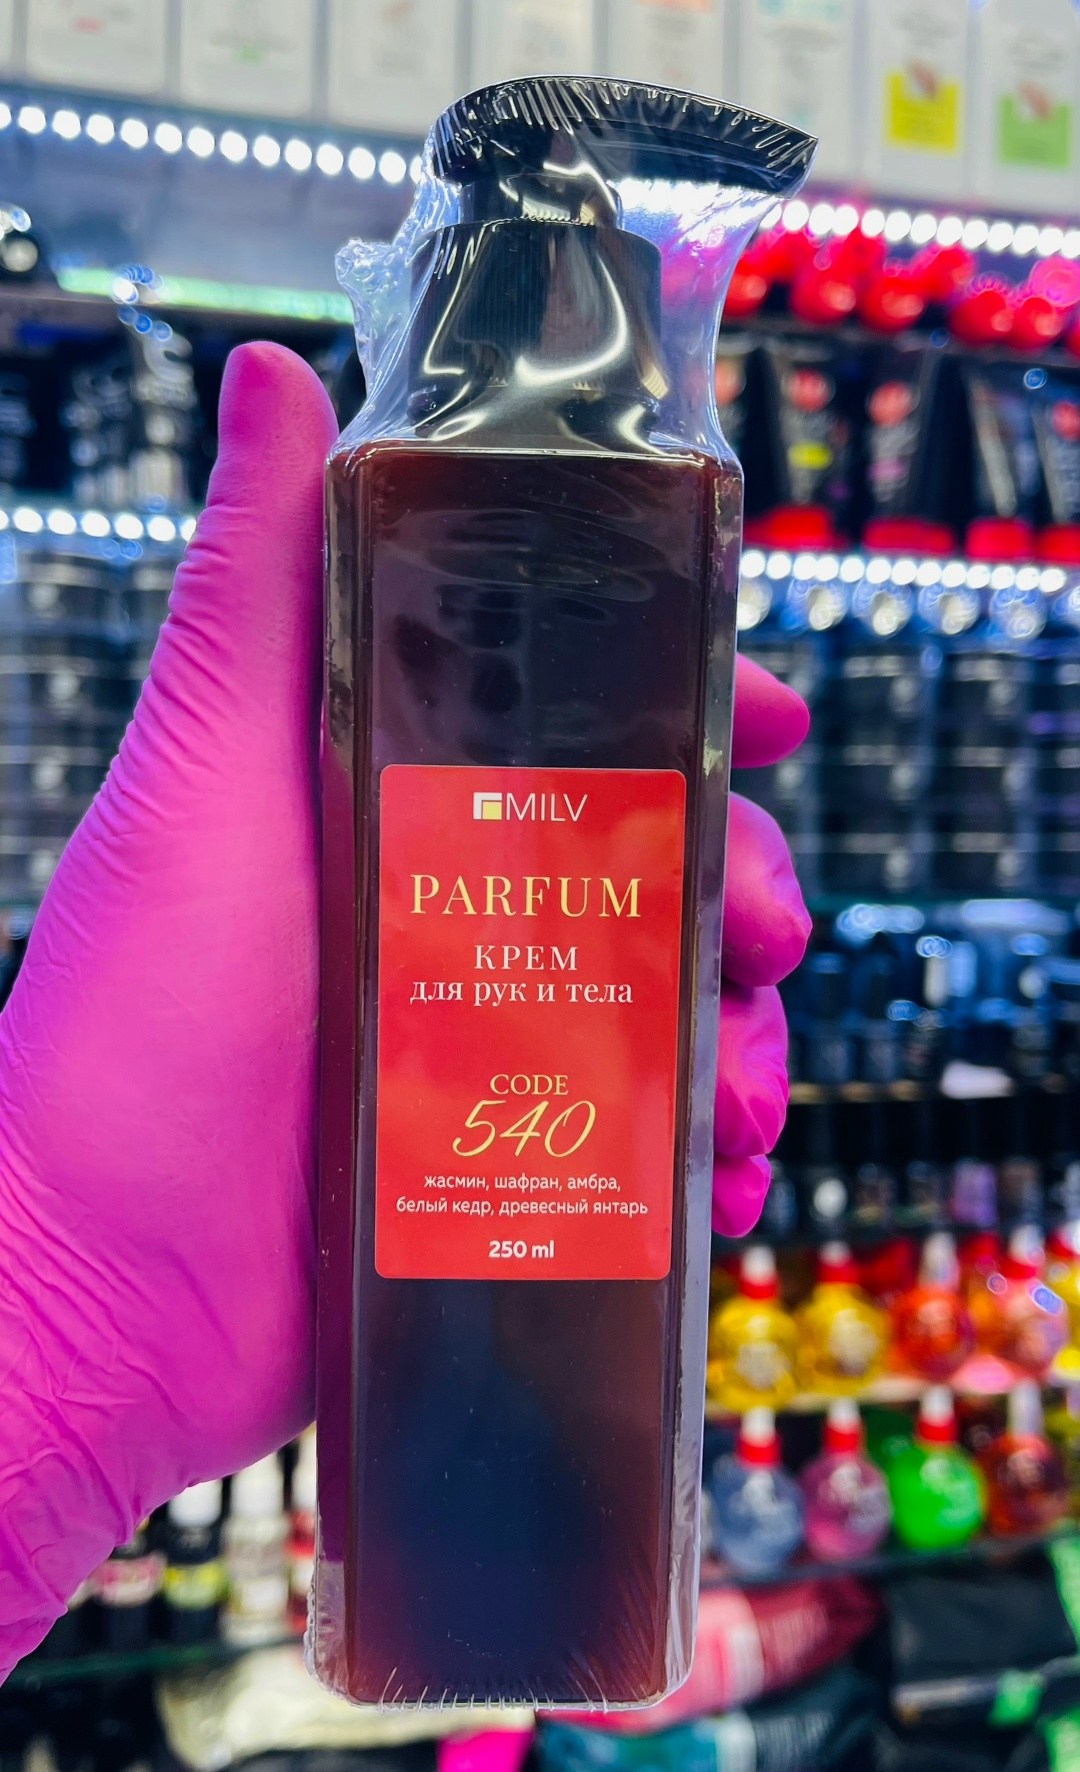 MILV
PARFUM
КРЕМ
для рук и тела
CODE
540
жасмин, шафран, амбра,
белый кедр, древесный янтарь
250 ml